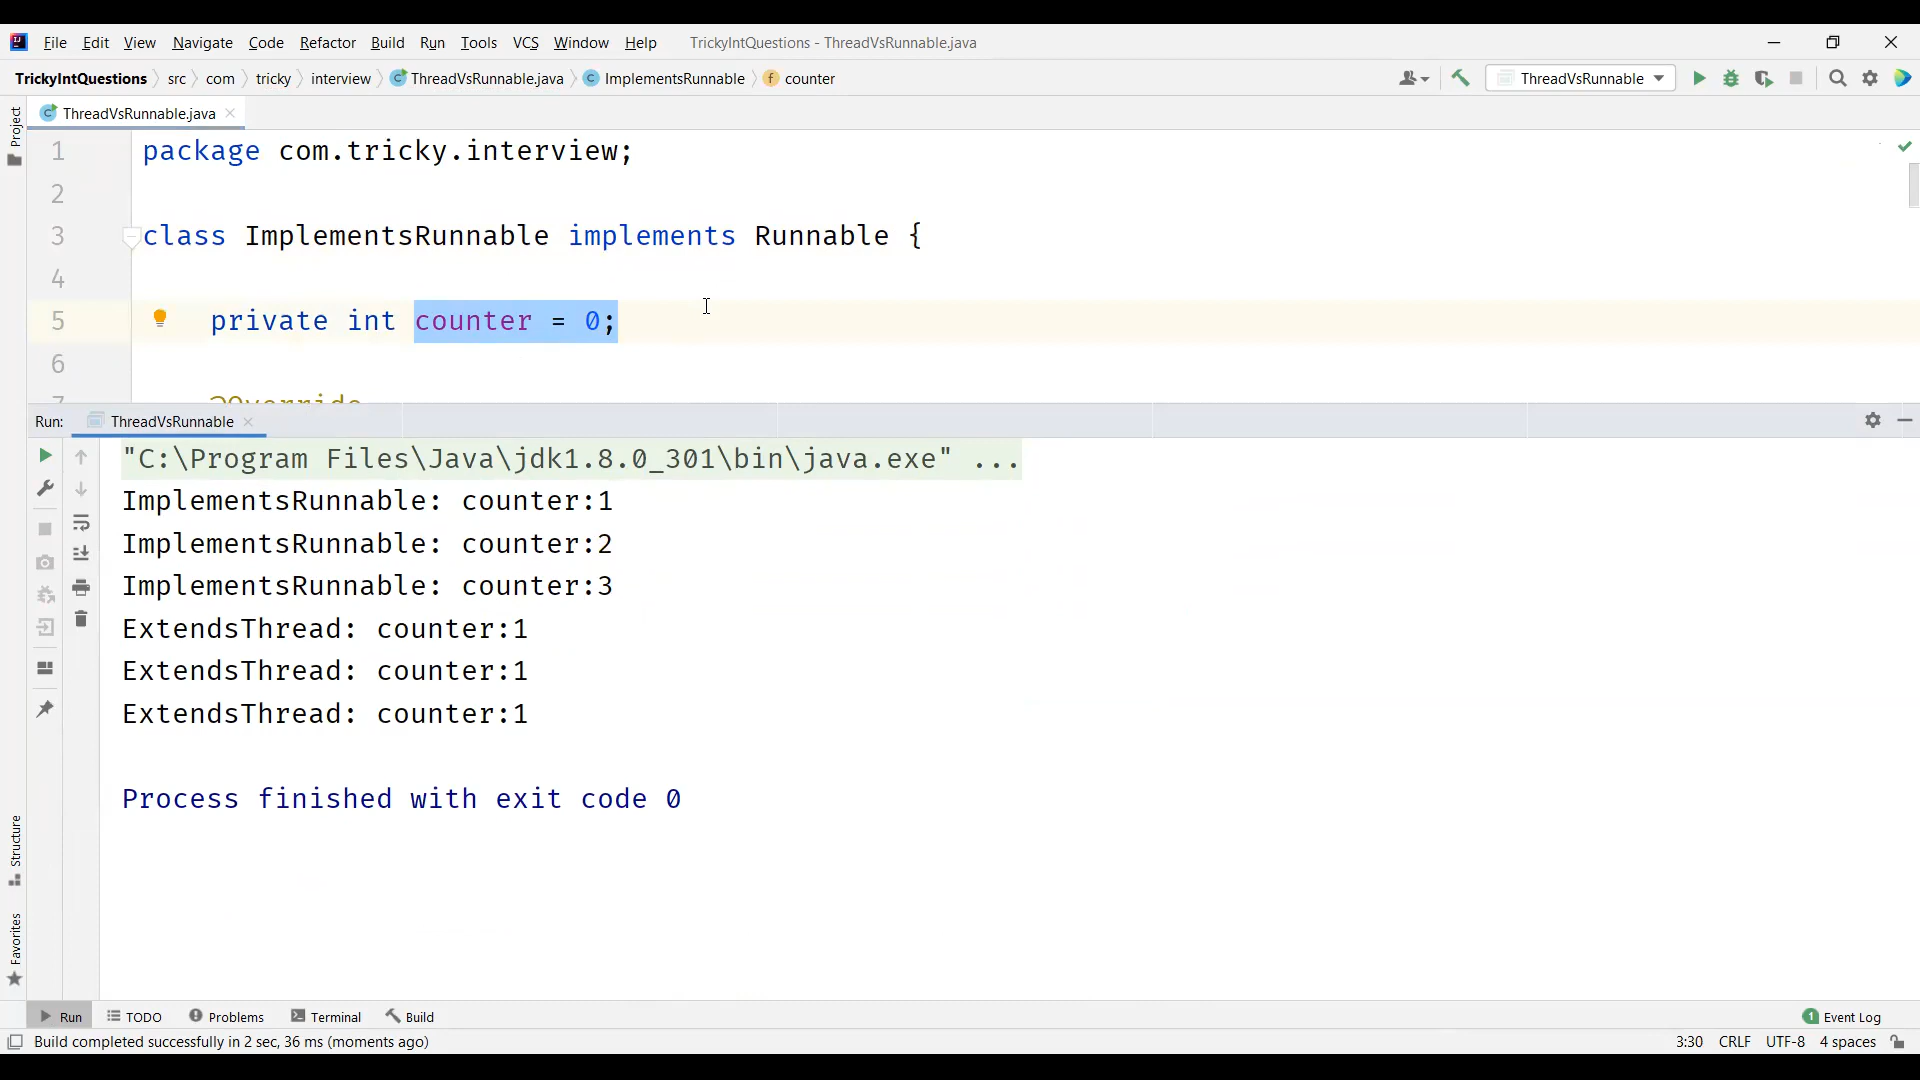 File Edit View Navigate Code Refactor Build Run Tools VCS Window Help TrickyIntQuestions - ThreadVsRunnable.java
TrickyIntQuestions src com tricky interview ThreadVsRunnable.java ImplementsRunnable counter ThreadVsRunnable
Project
ThreadVsRunnable.java
1 package com.tricky.interview;
2
3 class ImplementsRunnable implements Runnable {
4
5 private int counter = 0;
6
7 @Override
Run: ThreadVsRunnable
"C:\Program Files\Java\jdk1.8.0_301\bin\java.exe" ...
ImplementsRunnable: counter:1
ImplementsRunnable: counter:2
ImplementsRunnable: counter:3
ExtendsThread: counter:1
ExtendsThread: counter:1
ExtendsThread: counter:1
Process finished with exit code 0
Structure
Favorites
Run TODO Problems Terminal Build 1 Event Log
Build completed successfully in 2 sec, 36 ms (moments ago) 3:30 CRLF UTF-8 4 spaces